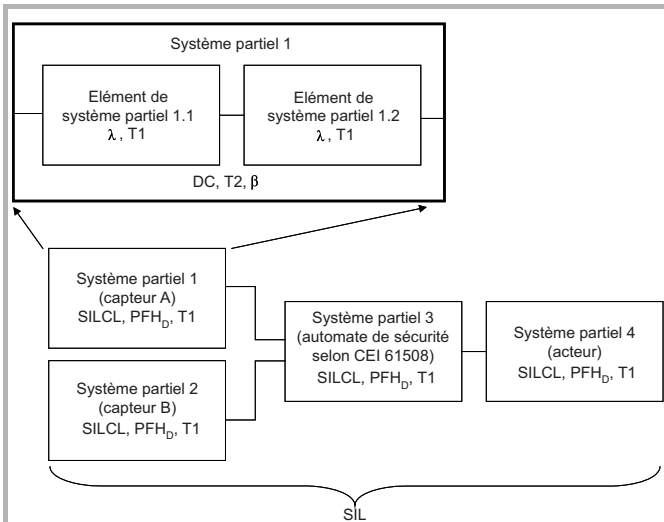 Système partiel 1
Elément de
système partiel 1.1
λ , T1
Elément de
système partiel 1.2
λ , T1
DC, T2, β
Système partiel 1
(capteur A)
SILCL, PFHD, T1
Système partiel 2
(capteur B)
SILCL, PFHD, T1
Système partiel 3
(automate de sécurité
selon CEI 61508)
SILCL, PFHD, T1
Système partiel 4
(acteur)
SILCL, PFHD, T1
SIL